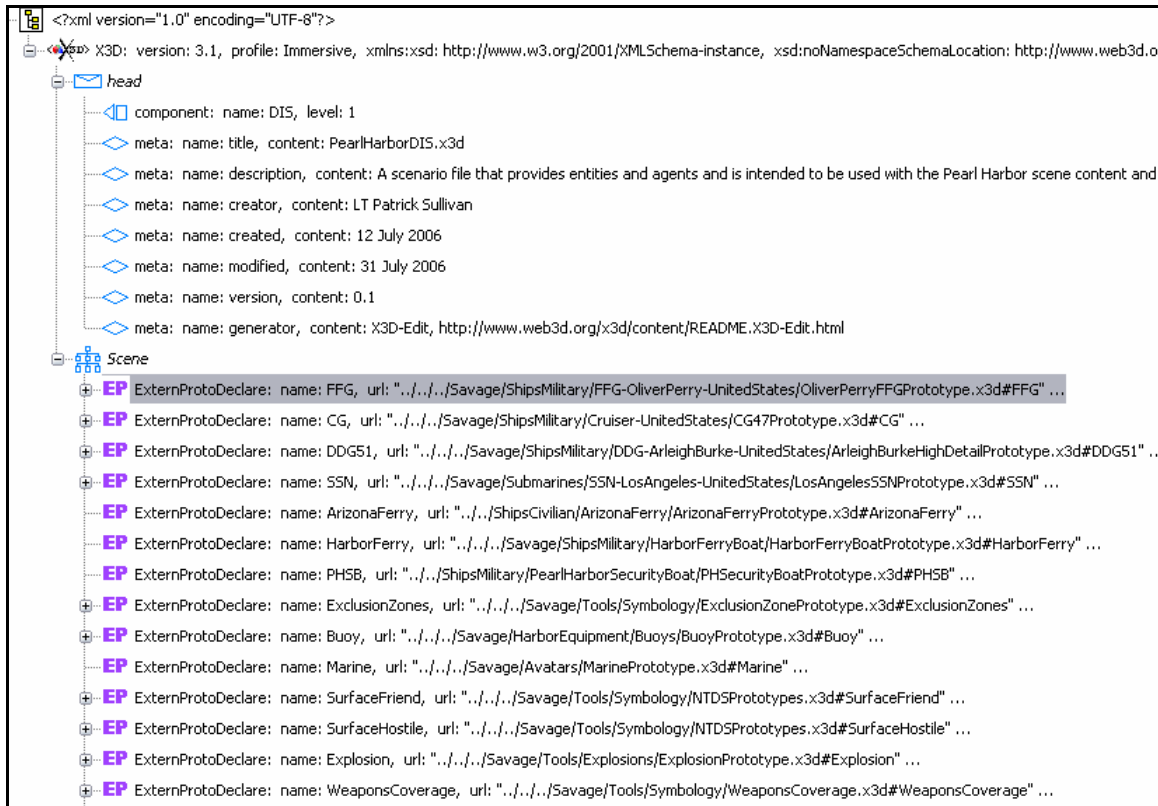 <?xml version="1.0" encoding="UTF-8"?>
X3D: version: 3.1, profile: Immersive, xmlns:xsd: http://www.w3.org/2001/XMLSchema-instance, xsd:noNamespaceSchemaLocation: http://www.web3d.o
head
component: name: DIS, level: 1
meta: name: title, content: PearlHarborDIS.x3d
meta: name: description, content: A scenario file that provides entities and agents and is intended to be used with the Pearl Harbor scene content and
meta: name: creator, content: LT Patrick Sullivan
meta: name: created, content: 12 July 2006
meta: name: modified, content: 31 July 2006
meta: name: version, content: 0.1
meta: name: generator, content: X3D-Edit, http://www.web3d.org/x3d/content/README.X3D-Edit.html
Scene
EP ExternProtoDeclare: name: FFG, url: "../../../Savage/ShipsMilitary/FFG-OliverPerry-UnitedStates/OliverPerryFFGPrototype.x3d#FFG" ...
EP ExternProtoDeclare: name: CG, url: "../../../Savage/ShipsMilitary/Cruiser-UnitedStates/CG47Prototype.x3d#CG" ...
EP ExternProtoDeclare: name: DDG51, url: "../../../Savage/ShipsMilitary/DDG-ArleighBurke-UnitedStates/ArleighBurkeHighDetailPrototype.x3d#DDG51" ..
EP ExternProtoDeclare: name: SSN, url: "../../../Savage/Submarines/SSN-LosAngeles-UnitedStates/LosAngelesSSNPrototype.x3d#SSN" ...
EP ExternProtoDeclare: name: ArizonaFerry, url: "../../ShipsCivilian/ArizonaFerry/ArizonaFerryPrototype.x3d#ArizonaFerry" ...
EP ExternProtoDeclare: name: HarborFerry, url: "../../../Savage/ShipsMilitary/HarborFerryBoat/HarborFerryBoatPrototype.x3d#HarborFerry" ...
EP ExternProtoDeclare: name: PHSB, url: "../../ShipsMilitary/PearlHarborSecurityBoat/PHSecurityBoatPrototype.x3d#PHSB" ...
EP ExternProtoDeclare: name: ExclusionZones, url: "../../../Savage/Tools/Symbology/ExclusionZonePrototype.x3d#ExclusionZones" ...
EP ExternProtoDeclare: name: Buoy, url: "../../../Savage/HarborEquipment/Buoys/BuoyPrototype.x3d#Buoy" ...
EP ExternProtoDeclare: name: Marine, url: "../../../Savage/Avatars/MarinePrototype.x3d#Marine" ...
EP ExternProtoDeclare: name: SurfaceFriend, url: "../../../Savage/Tools/Symbology/NTDSPrototypes.x3d#SurfaceFriend" ...
EP ExternProtoDeclare: name: SurfaceHostile, url: "../../../Savage/Tools/Symbology/NTDSPrototypes.x3d#SurfaceHostile" ...
EP ExternProtoDeclare: name: Explosion, url: "../../../Savage/Tools/Explosions/ExplosionPrototype.x3d#Explosion" ...
EP ExternProtoDeclare: name: WeaponsCoverage, url: "../../../Savage/Tools/Symbology/WeaponsCoverage.x3d#WeaponsCoverage" ...